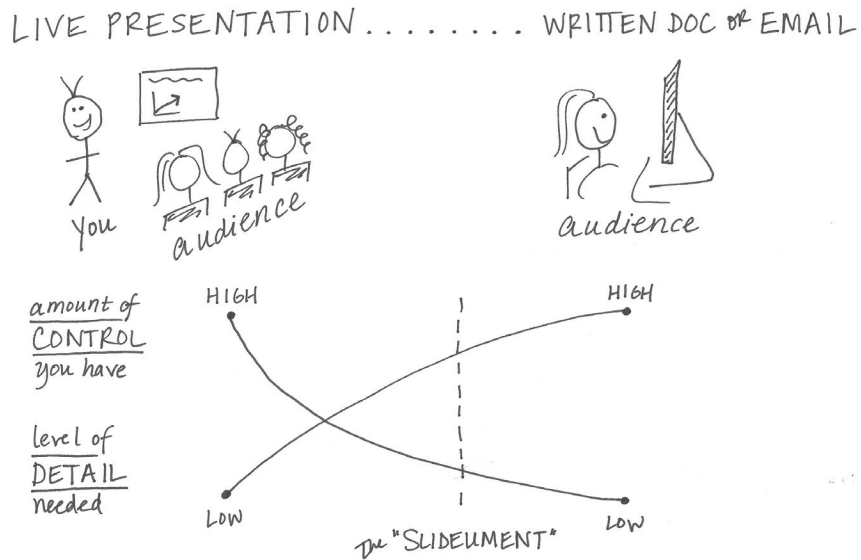 LIVE PRESENTATION ........ WRITTEN DOC OR EMAIL
you
audience
audience
amount of
CONTROL
you have
HIGH
HIGH
level of
DETAIL
needed
LOW
LOW
The "SLIDEUMENT"